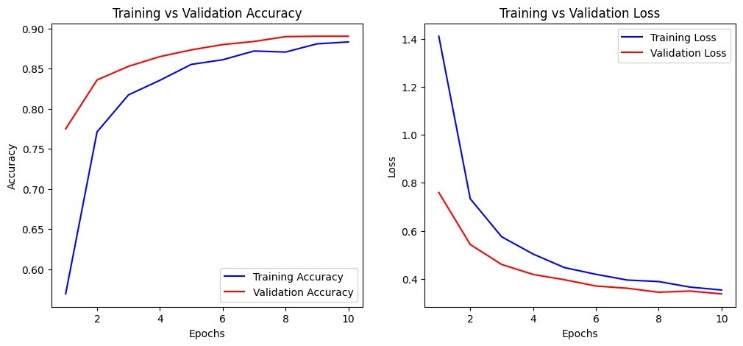 Training vs Validation Accuracy
0.90
0.85
0.80
0.75
0.70
0.65
0.60
Accuracy
Training Accuracy
Validation Accuracy
2 4 6 8 10
Epochs
Training vs Validation Loss
1.4
1.2
1.0
0.8
0.6
0.4
Loss
Training Loss
Validation Loss
2 4 6 8 10
Epochs